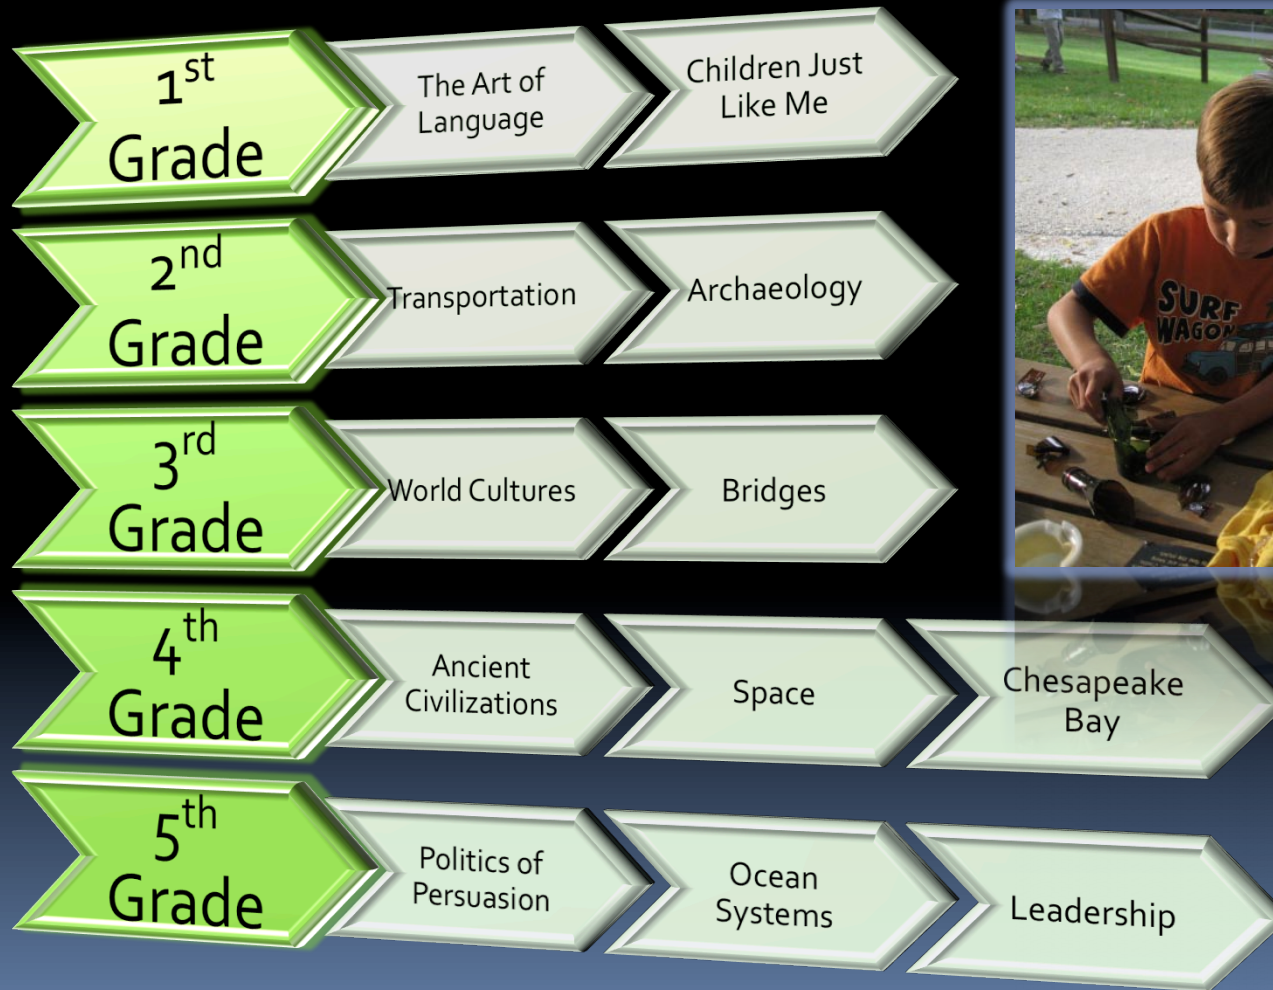 1st
Grade
The Art of
Language
Children Just
Like Me
2nd
Grade
Transportation
Archaeology
3rd
Grade
World Cultures
Bridges
4th
Grade
Ancient
Civilizations
Space
Chesapeake
Bay
5th
Grade
Politics of
Persuasion
Ocean
Systems
Leadership
SURF
WAGON